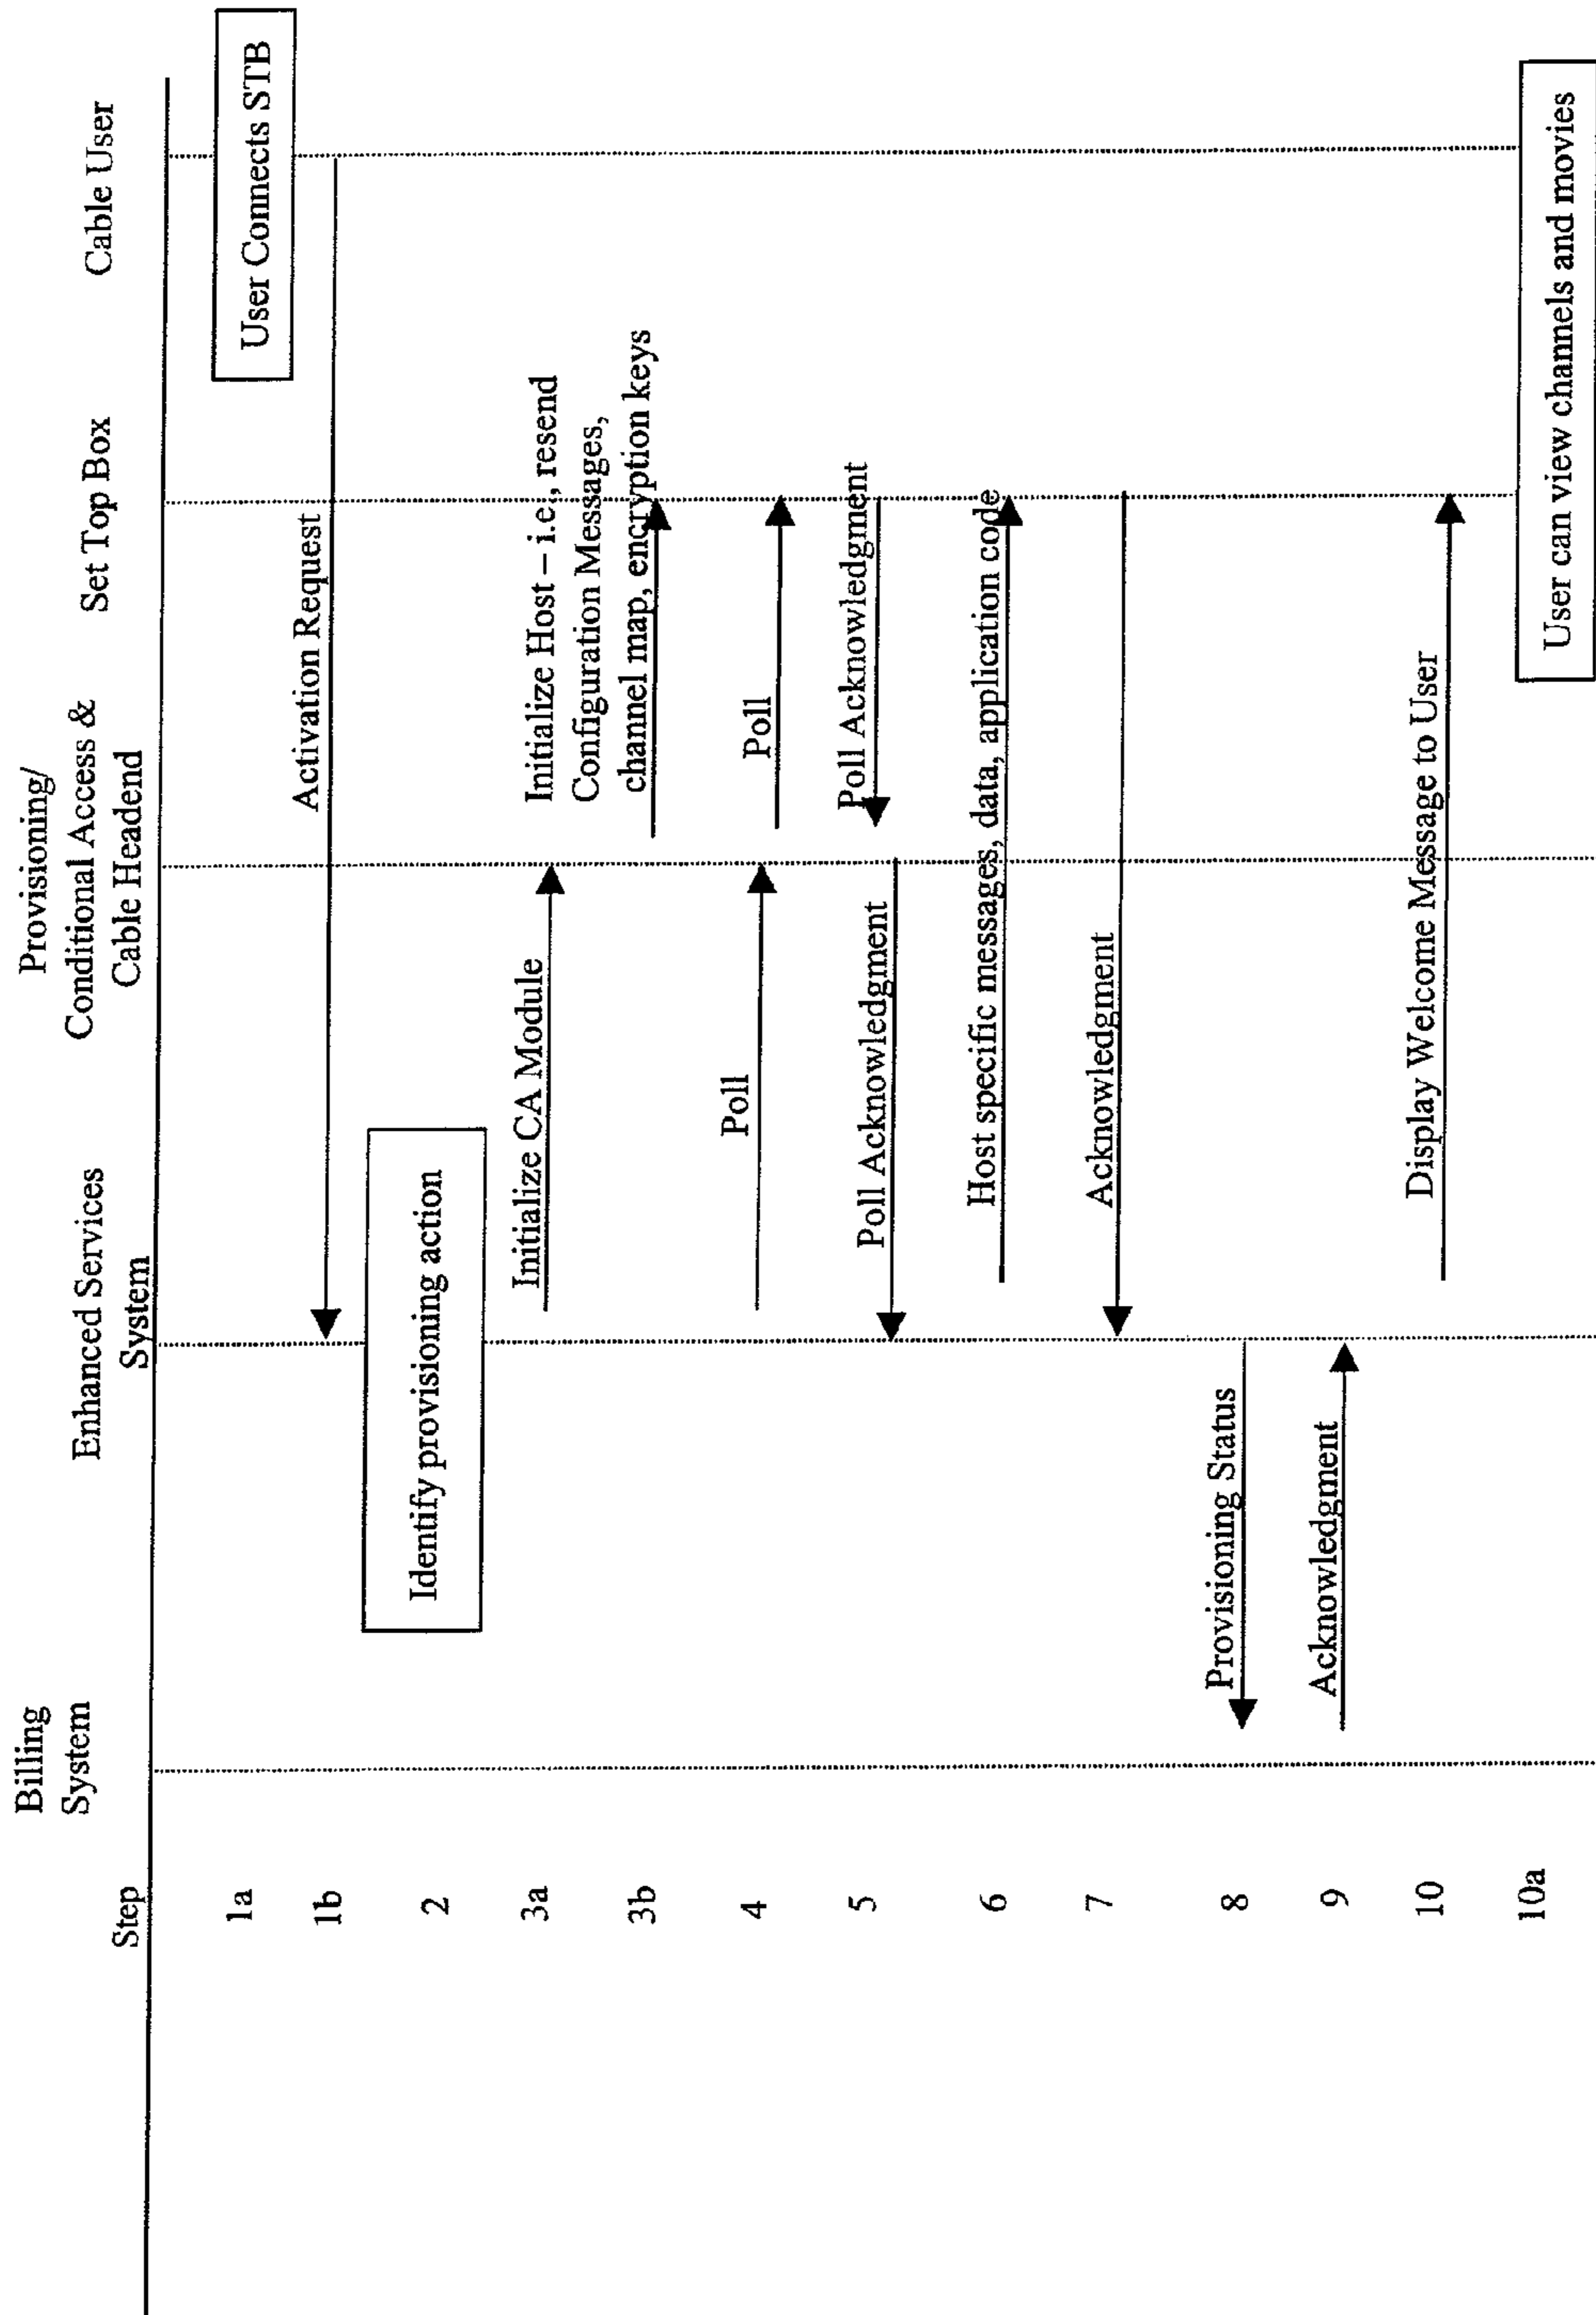 Step
Billing
System
Enhanced Services
System
Provisioning/
Conditional Access &
Cable Headend
Set Top Box
Cable User
1a
User Connects STB
1b
Activation Request
2
Identify provisioning action
3a
Initialize CA Module
Initialize Host – i.e, resend
Configuration Messages,
channel map, encryption keys
3b
4
Poll
Poll
5
Poll Acknowledgment
Poll Acknowledgment
6
Host specific messages, data, application code
7
Acknowledgment
8
Provisioning Status
9
Acknowledgment
10
Display Welcome Message to User
10a
User can view channels and movies